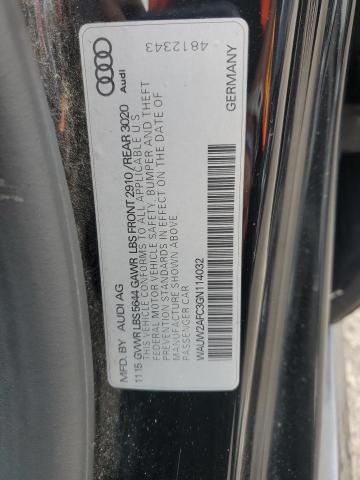 MFD. BY AUDI AG
11 15 GVWR LBS 5644 GAWR LBS FRONT 2910/REAR 3020
THIS VEHICLE CONFORMS TO ALL APPLICABLE U S
FEDERAL MOTOR VEHICLE SAFETY, BUMPER AND THEFT
PREVENTION STANDARDS IN EFFECT ON THE DATE OF
MANUFACTURE SHOWN ABOVE
PASSENGER CAR
WAUW2AFC3GN114032
GERMANY
Audi
4812343